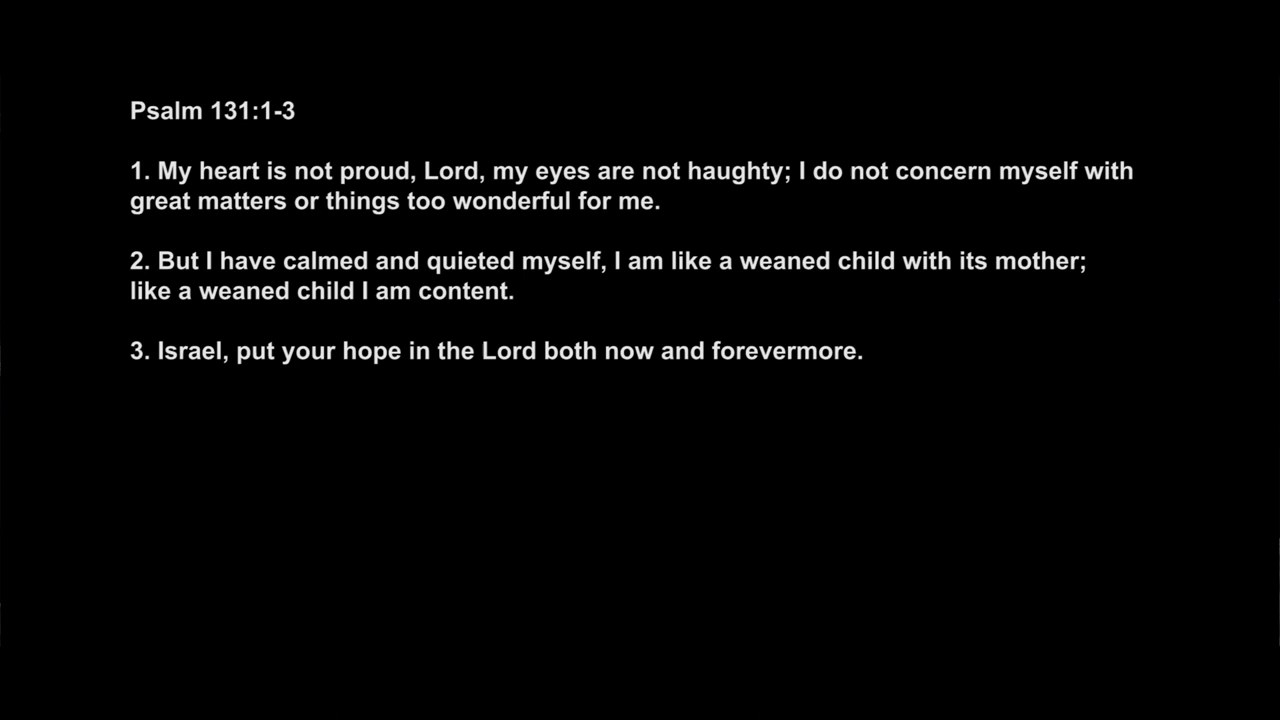 Psalm 131:1-3
1. My heart is not proud, Lord, my eyes are not haughty; I do not concern myself with
great matters or things too wonderful for me.
2. But I have calmed and quieted myself, I am like a weaned child with its mother;
like a weaned child I am content.
3. Israel, put your hope in the Lord both now and forevermore.